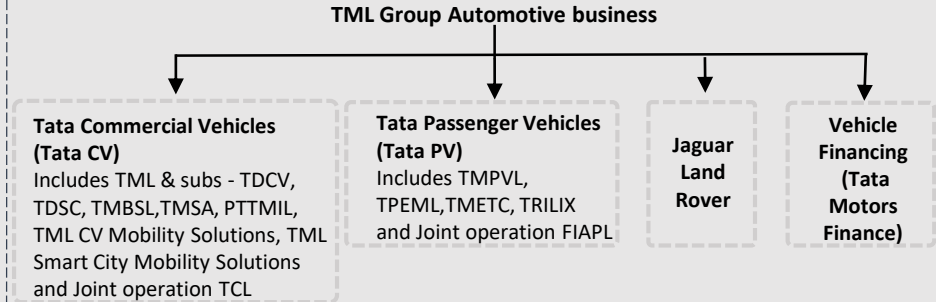 TML Group Automotive business
Tata Commercial Vehicles
(Tata CV)
Includes TML & subs - TDCV,
TDSC, TMBSL,TMSA, PTTMIL,
TML CV Mobility Solutions, TML
Smart City Mobility Solutions
and Joint operation TCL
Tata Passenger Vehicles
(Tata PV)
Includes TMPVL,
TPEML,TMETC, TRILIX
and Joint operation FIAPL
Jaguar
Land
Rover
Vehicle
Financing
(Tata
Motors
Finance)